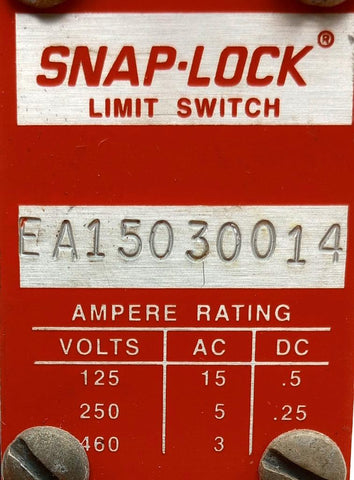 SNAP·LOCK®
LIMIT SWITCH
EA15030014
AMPERE RATING
VOLTS AC DC
125 15 .5
250 5 .25
460 3